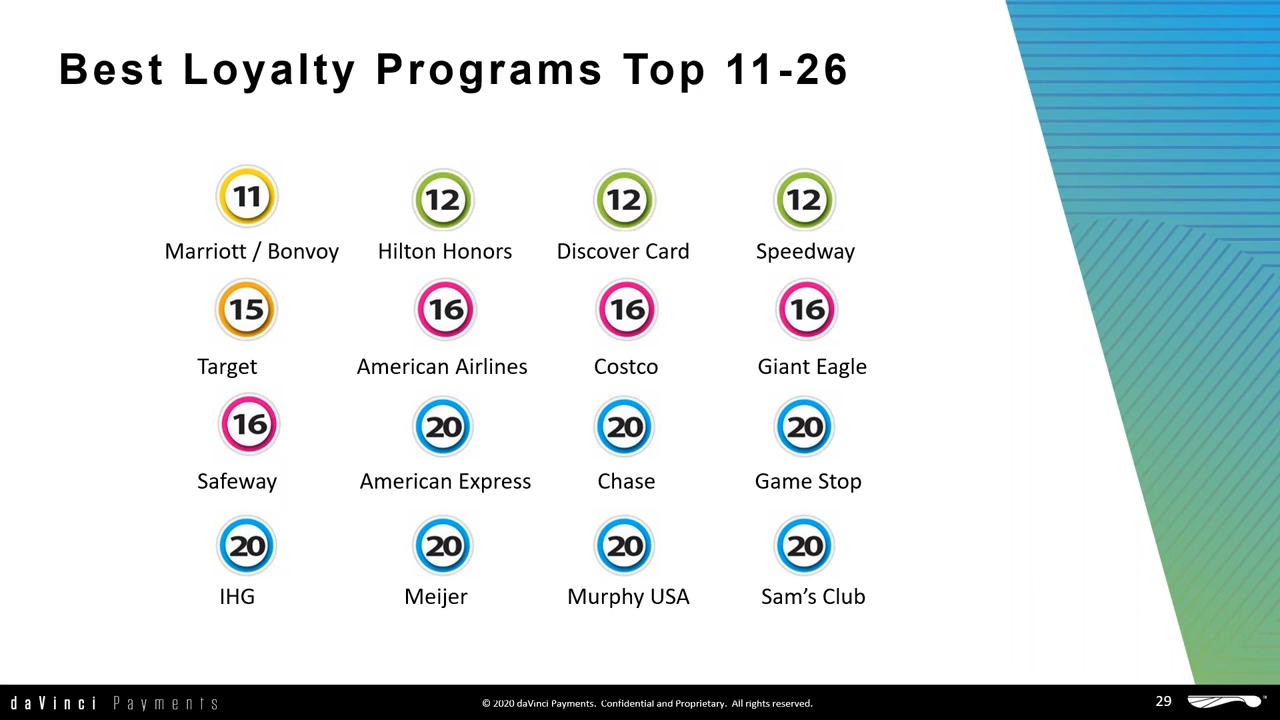 Best Loyalty Programs Top 11-26
11 12 12 12
Marriott / Bonvoy Hilton Honors Discover Card Speedway
15 16 16 16
Target American Airlines Costco Giant Eagle
16 20 20 20
Safeway American Express Chase Game Stop
20 20 20 20
IHG Meijer Murphy USA Sam’s Club
daVinci Payments © 2020 daVinci Payments. Confidential and Proprietary. All rights reserved. 29 ™